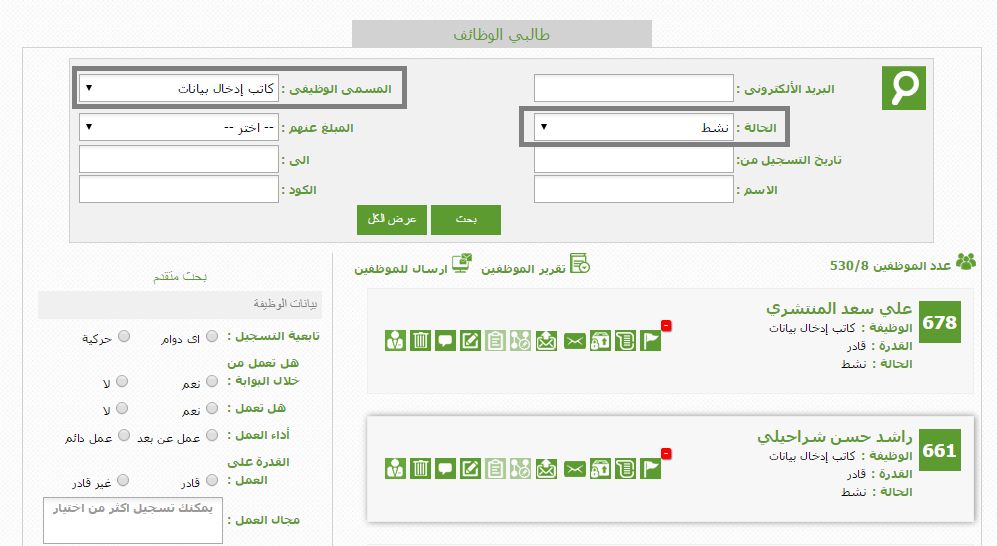 طالبي الوظائف
البريد الألكترونى :
المسمى الوظيفى : كاتب إدخال بيانات
الحالة : نشط
المبلغ عنهم : -- اختر --
تاريخ التسجيل من:
الى :
الاسم :
الكود :
بحث
عرض الكل
عدد الموظفين 530/8
تقرير الموظفين
ارسال للموظفين
678
علي سعد المنتشري
الوظيفة : كاتب إدخال بيانات
القدرة : قادر
الحالة : نشط
661
راشد حسن شراحيلي
الوظيفة : كاتب إدخال بيانات
القدرة : قادر
الحالة : نشط
بحث متقدم
بيانات الوظيفة
تابعية التسجيل : اى دوام حركية
هل تعمل من
خلال البوابة : نعم لا
هل تعمل : نعم لا
أداء العمل : عمل عن بعد عمل دائم
القدرة على
العمل : قادر غير قادر
مجال العمل : يمكنك تسجيل اكثر من اختيار